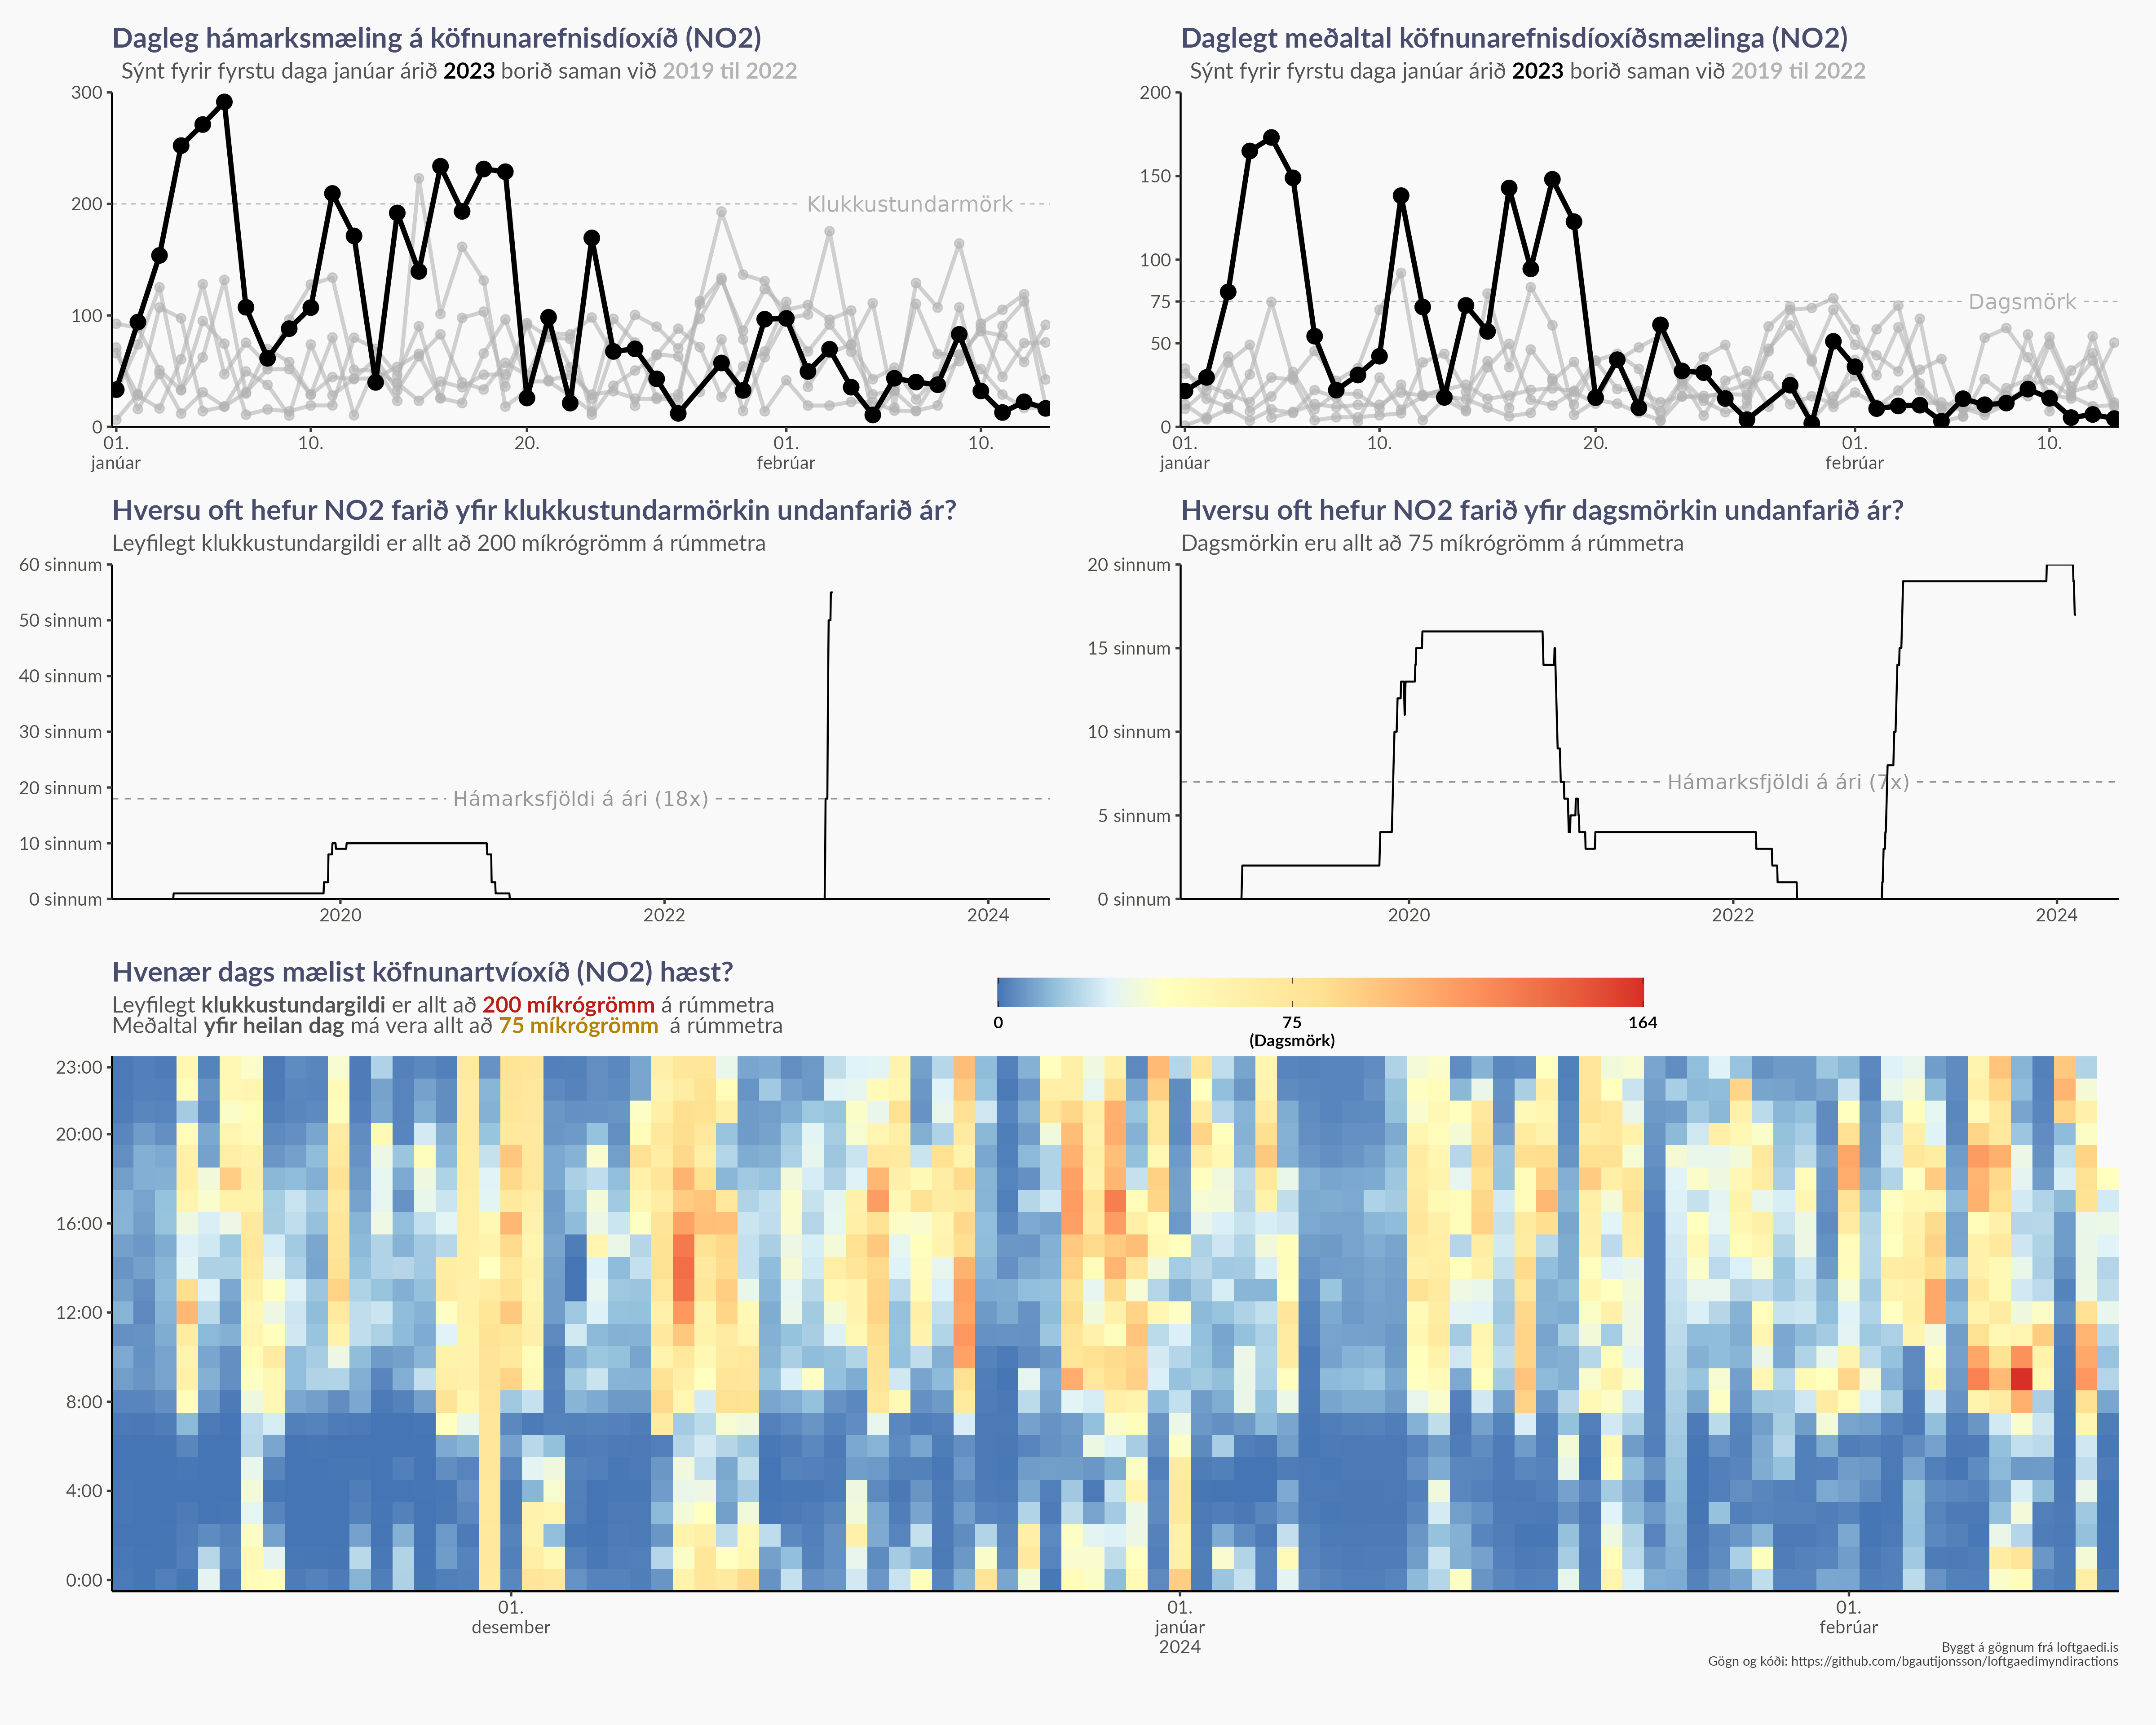 Dagleg hámarksmæling á köfnunarefnisdíoxíð (NO2)
Sýnt fyrir fyrstu daga janúar árið 2023 borið saman við 2019 til 2022
300
200
100
0
Klukkustundarmörk
01. 10. 20. 01. 10.
janúar febrúar
Daglegt meðaltal köfnunarefnisdíoxíðsmælinga (NO2)
Sýnt fyrir fyrstu daga janúar árið 2023 borið saman við 2019 til 2022
200
150
100
75
50
0
Dagsmörk
01. 10. 20. 01. 10.
janúar febrúar
Hversu oft hefur NO2 farið yfir klukkustundarmörkin undanfarið ár?
Leyfilegt klukkustundargildi er allt að 200 míkrógrömm á rúmmetra
60 sinnum
50 sinnum
40 sinnum
30 sinnum
20 sinnum
10 sinnum
0 sinnum
Hámarksfjöldi á ári (18x)
2020 2022 2024
Hversu oft hefur NO2 farið yfir dagsmörkin undanfarið ár?
Dagsmörkin eru allt að 75 míkrógrömm á rúmmetra
20 sinnum
15 sinnum
10 sinnum
5 sinnum
0 sinnum
Hámarksfjöldi á ári (7x)
2020 2022 2024
Hvenær dags mælist köfnunartvíoxíð (NO2) hæst?
Leyfilegt klukkustundargildi er allt að 200 míkrógrömm á rúmmetra
Meðaltal yfir heilan dag má vera allt að 75 míkrógrömm á rúmmetra
0 75 164
(Dagsmörk)
23:00
20:00
16:00
12:00
8:00
4:00
0:00
01. 01. 01.
desember janúar febrúar
2024
Byggt á gögnum frá loftgaedi.is
Gögn og kóði: https://github.com/bgautijonsson/loftgaedimyndiractions